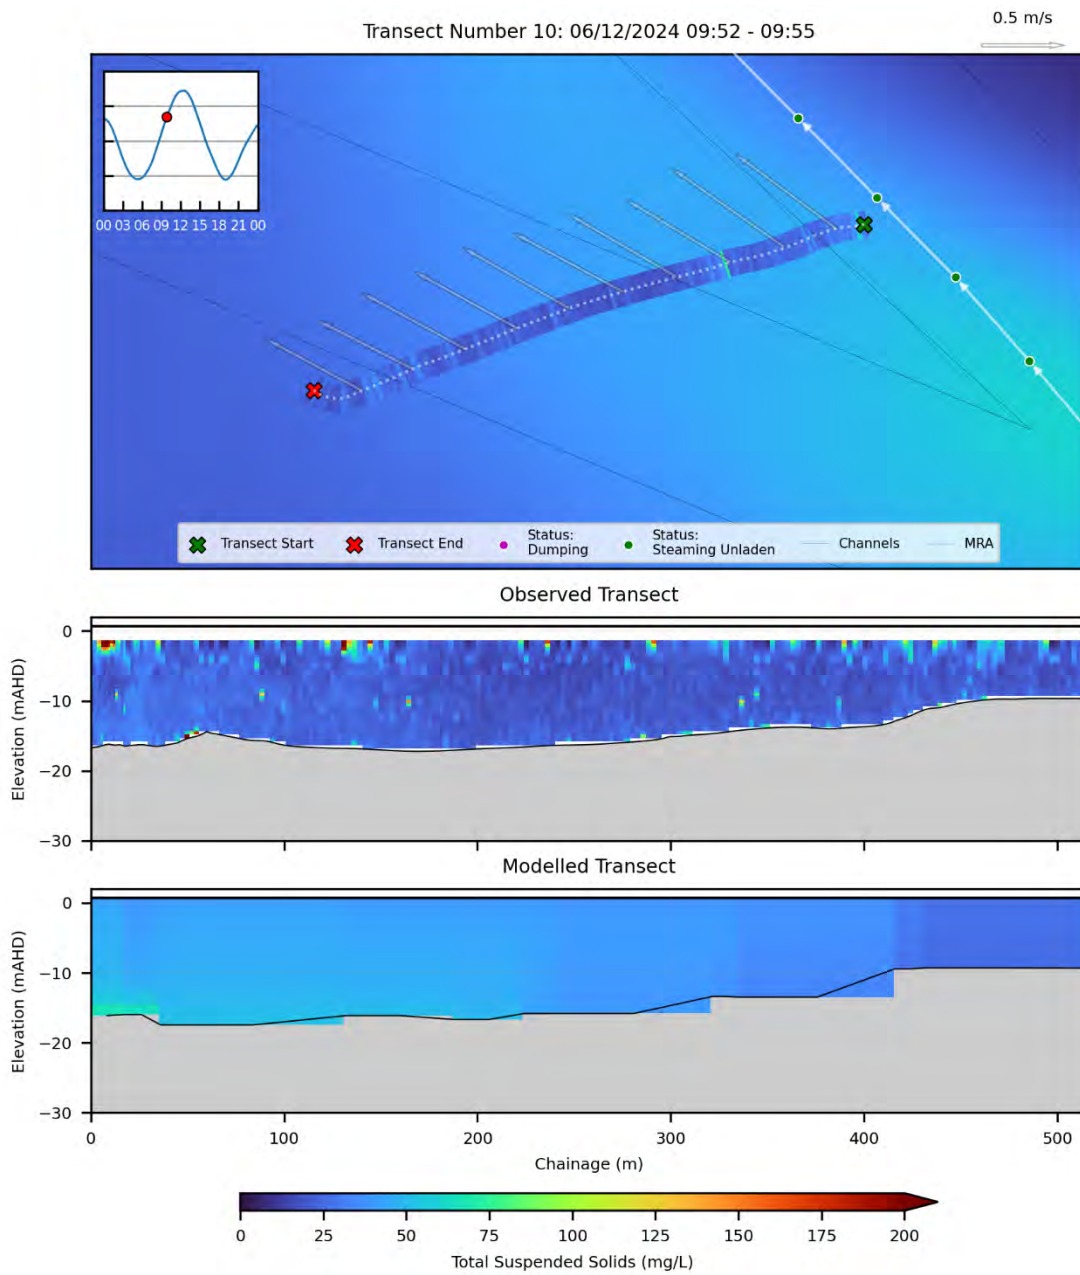 0.5 m/s
Transect Number 10: 06/12/2024 09:52 - 09:55
00 03 06 09 12 15 18 21 00
Transect Start
Transect End
Status:
Dumping
Status:
Steaming Unladen
Channels
MRA
Observed Transect
Elevation (mAHD)
0
−10
−20
−30
Modelled Transect
Elevation (mAHD)
0
−10
−20
−30
0 100 200 300 400 500
Chainage (m)
0 25 50 75 100 125 150 175 200
Total Suspended Solids (mg/L)